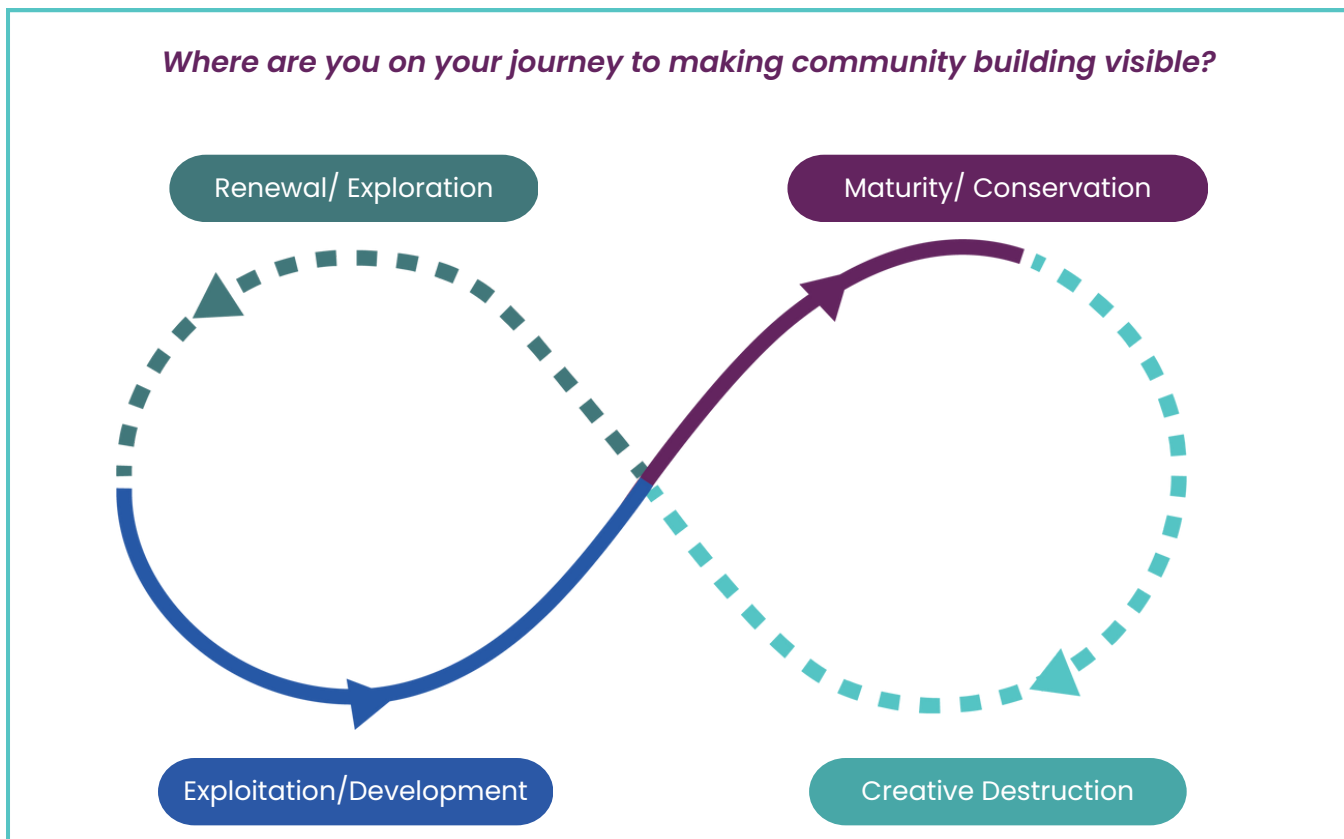 Where are you on your journey to making community building visible?
Renewal/ Exploration
Maturity/ Conservation
Exploitation/Development
Creative Destruction